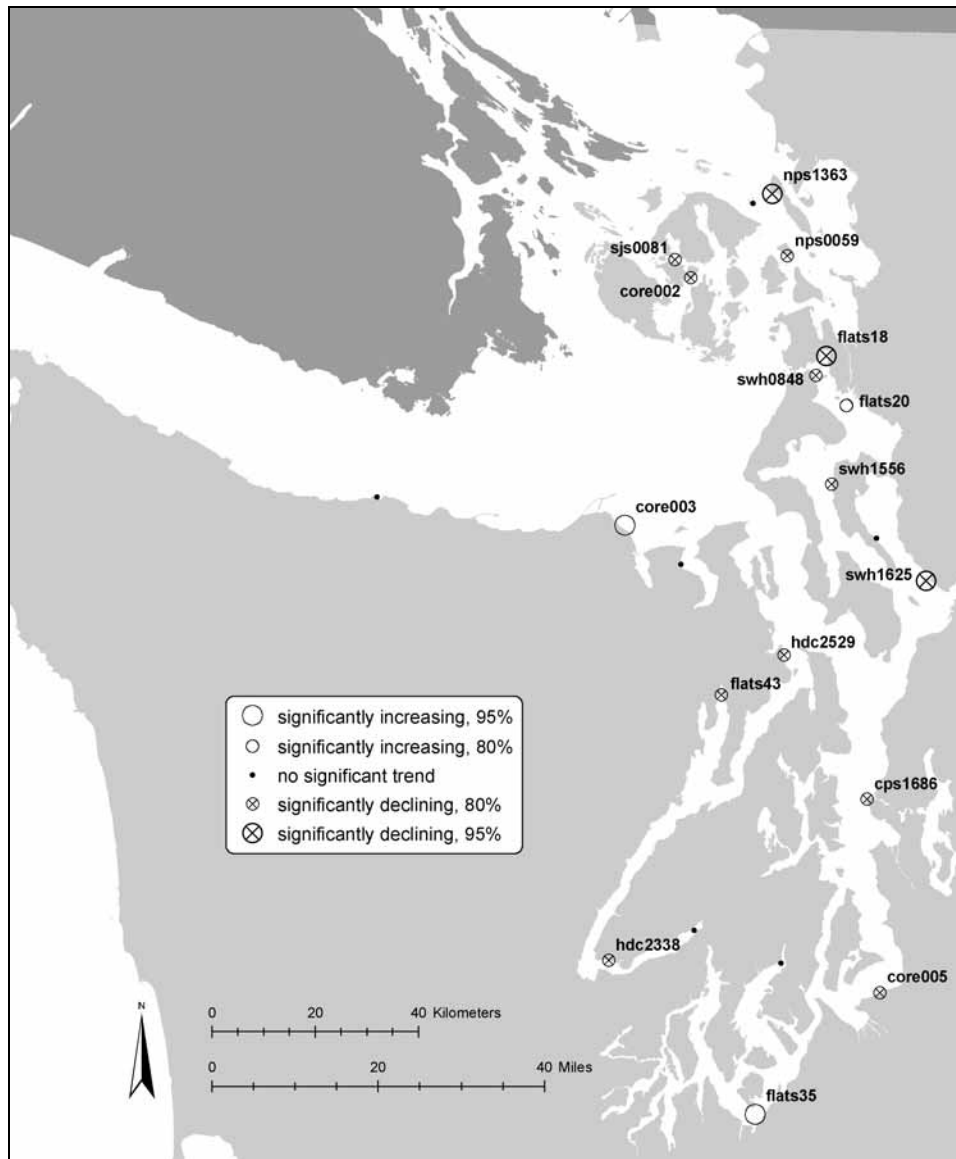 nps1363
nps0059
sjs0081
core002
flats18
swh0848
flats20
swh1556
core003
swh1625
hdc2529
flats43
significantly increasing, 95%
significantly increasing, 80%
no significant trend
significantly declining, 80%
significantly declining, 95%
cps1686
hdc2338
core005
N
0 20 40 Kilometers
0 20 40 Miles
flats35